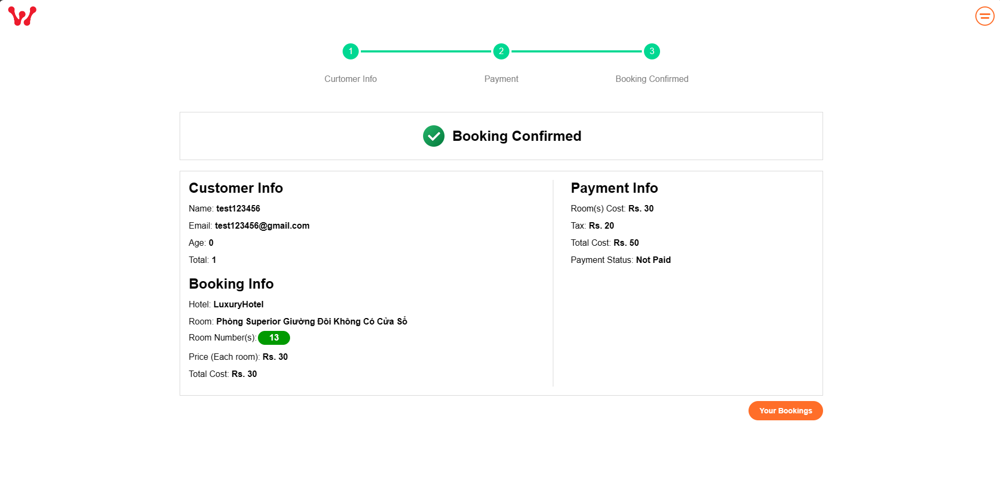 1
2
3
Curtomer Info
Payment
Booking Confirmed
Booking Confirmed
Customer Info
Name: test123456
Email: test123456@gmail.com
Age: 0
Total: 1
Booking Info
Hotel: LuxuryHotel
Room: Phòng Superior Giường Đôi Không Có Cửa Sổ
Room Number(s): 13
Price (Each room): Rs. 30
Total Cost: Rs. 30
Payment Info
Room(s) Cost: Rs. 30
Tax: Rs. 20
Total Cost: Rs. 50
Payment Status: Not Paid
Your Bookings